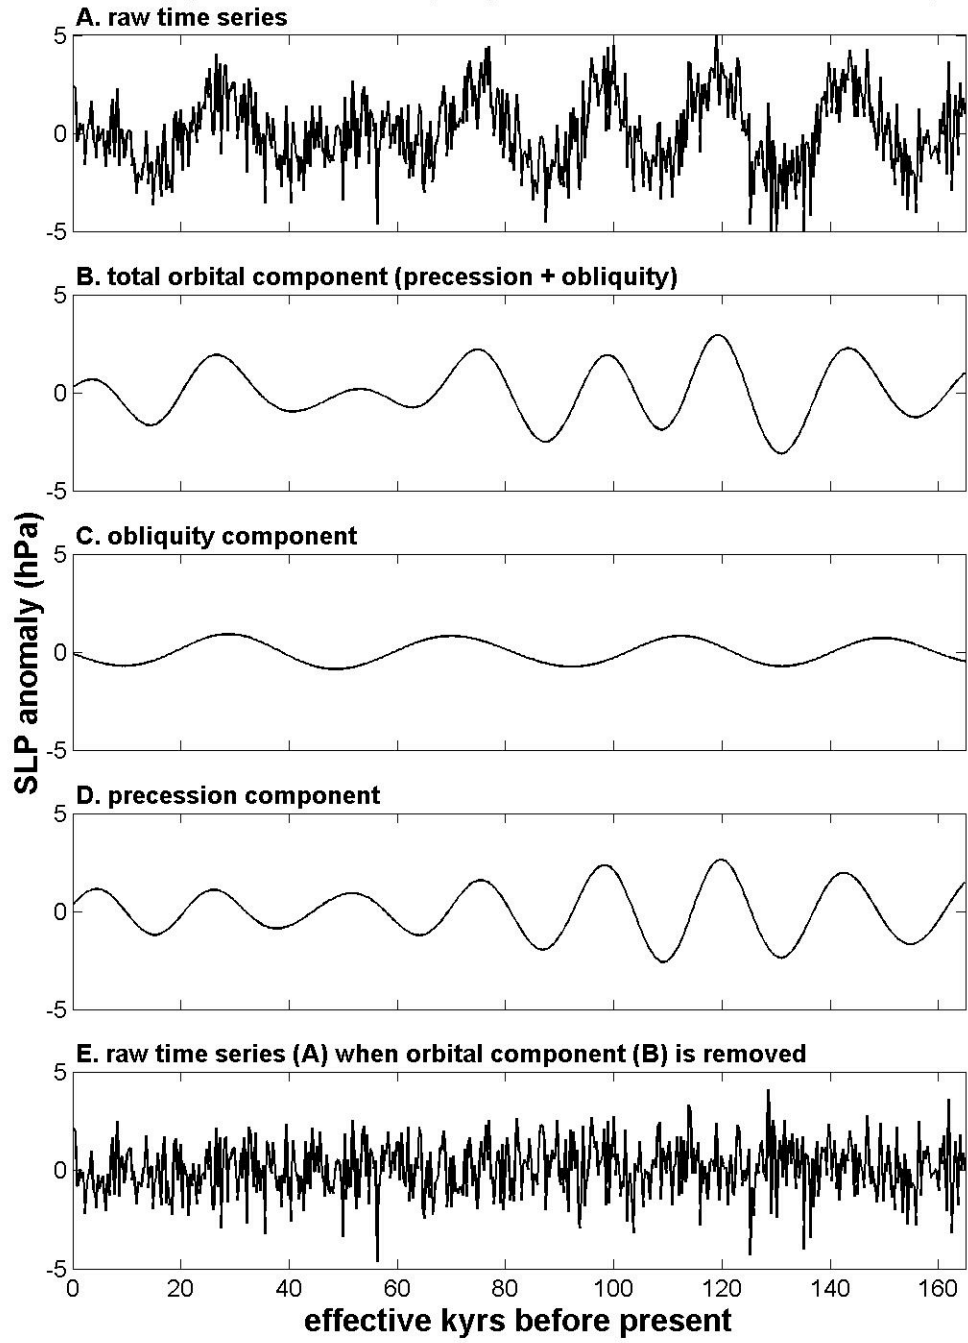 A. raw time series
5
0
-5
B. total orbital component (precession + obliquity)
5
0
-5
C. obliquity component
5
0
-5
D. precession component
5
0
-5
E. raw time series (A) when orbital component (B) is removed
5
0
-5
0 20 40 60 80 100 120 140 160
effective kyrs before present
SLP anomaly (hPa)